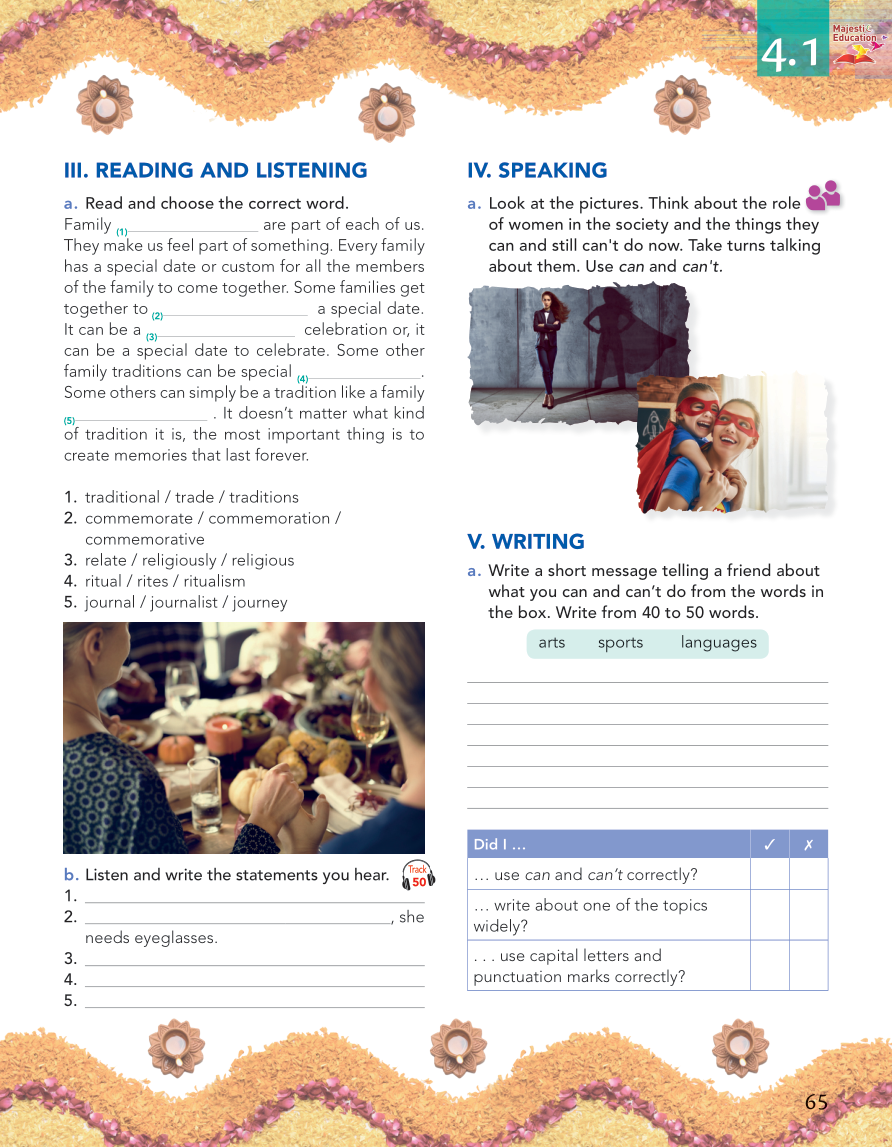 4.1
Majestic
Education
III. READING AND LISTENING
a. Read and choose the correct word.
Family (1)____________ are part of each of us.
They make us feel part of something. Every family
has a special date or custom for all the members
of the family to come together. Some families get
together to (2)____________ a special date.
It can be a (3)____________ celebration or, it
can be a special date to celebrate. Some other
family traditions can be special (4)____________.
Some others can simply be a tradition like a family
(5)____________ . It doesn't matter what kind
of tradition it is, the most important thing is to
create memories that last forever.
1. traditional / trade / traditions
2. commemorate / commemoration /
commemorative
3. relate / religiously / religious
4. ritual / rites / ritualism
5. journal / journalist / journey
b. Listen and write the statements you hear.
Track
50
1. ____________
2. ____________, she
needs eyeglasses.
3. ____________
4. ____________
5. ____________
IV. SPEAKING
a. Look at the pictures. Think about the role
of women in the society and the things they
can and still can't do now. Take turns talking
about them. Use can and can't.
V. WRITING
a. Write a short message telling a friend about
what you can and can't do from the words in
the box. Write from 40 to 50 words.
arts sports languages
Did I ... ✓ ✗
... use can and can't correctly?
... write about one of the topics
widely?
. . . use capital letters and
punctuation marks correctly?
65